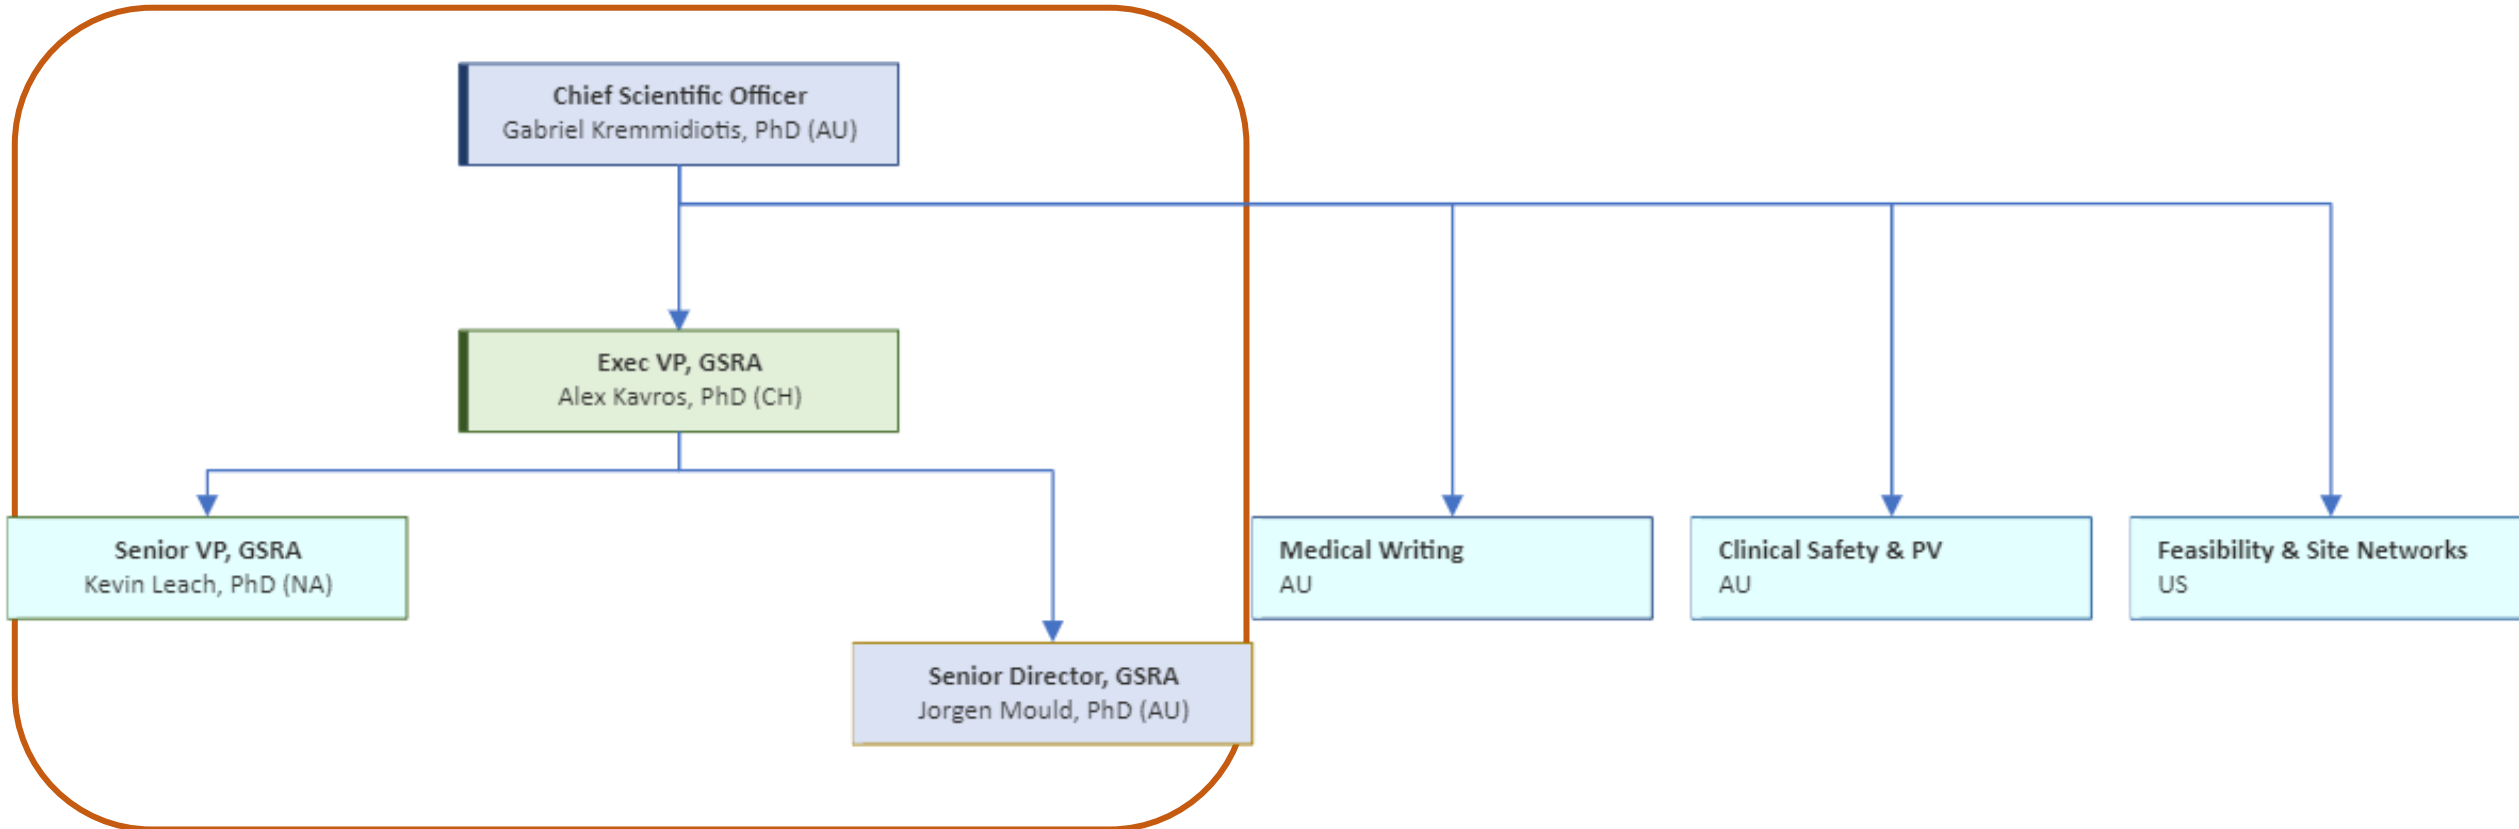 Chief Scientific Officer
Gabriel Kremmidiotis, PhD (AU)
Exec VP, GSRA
Alex Kavros, PhD (CH)
Senior VP, GSRA
Kevin Leach, PhD (NA)
Medical Writing
AU
Clinical Safety & PV
AU
Feasibility & Site Networks
US
Senior Director, GSRA
Jorgen Mould, PhD (AU)